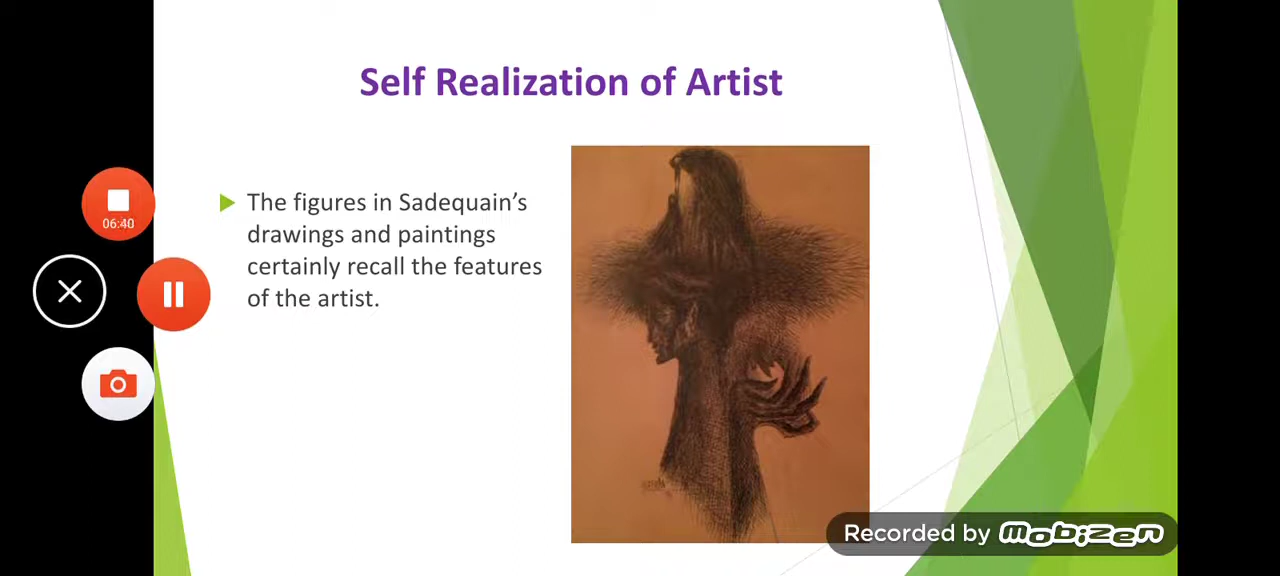 Self Realization of Artist
The figures in Sadequain’s
drawings and paintings
certainly recall the features
of the artist.
06:40
Recorded by mobizen